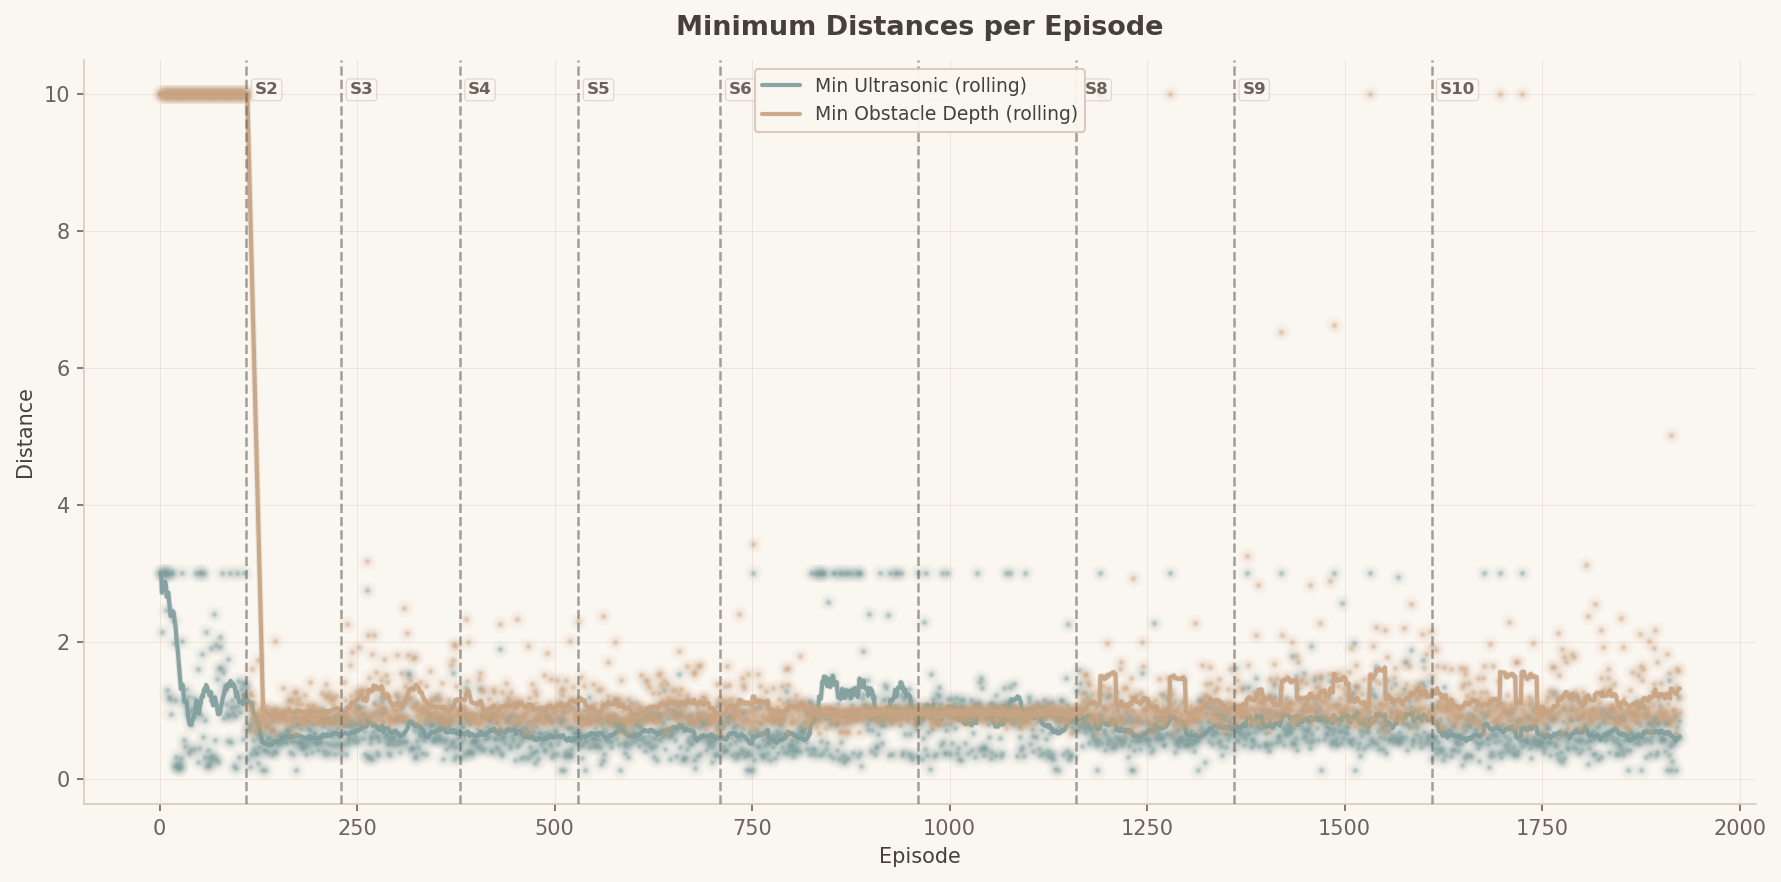 Minimum Distances per Episode
S2
S3
S4
S5
S6
S8
S9
S10
Min Ultrasonic (rolling)
Min Obstacle Depth (rolling)
Distance
10
8
6
4
2
0
0
250
500
750
1000
1250
1500
1750
2000
Episode